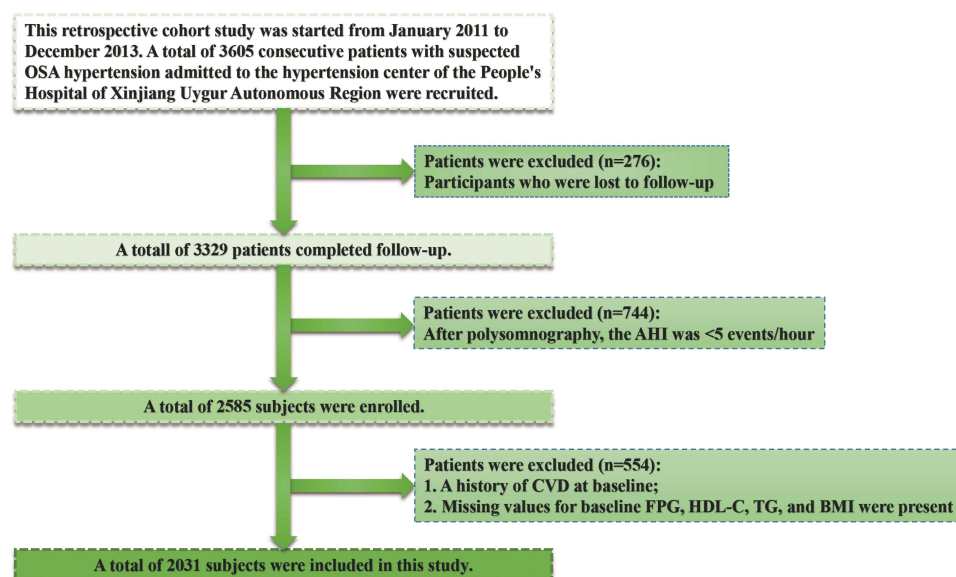 This retrospective cohort study was started from January 2011 to
December 2013. A total of 3605 consecutive patients with suspected
OSA hypertension admitted to the hypertension center of the People's
Hospital of Xinjiang Uygur Autonomous Region were recruited.
Patients were excluded (n=276):
Participants who were lost to follow-up
A totall of 3329 patients completed follow-up.
Patients were excluded (n=744):
After polysomnography, the AHI was <5 events/hour
A total of 2585 subjects were enrolled.
Patients were excluded (n=554):
1. A history of CVD at baseline;
2. Missing values for baseline FPG, HDL-C, TG, and BMI were present
A total of 2031 subjects were included in this study.